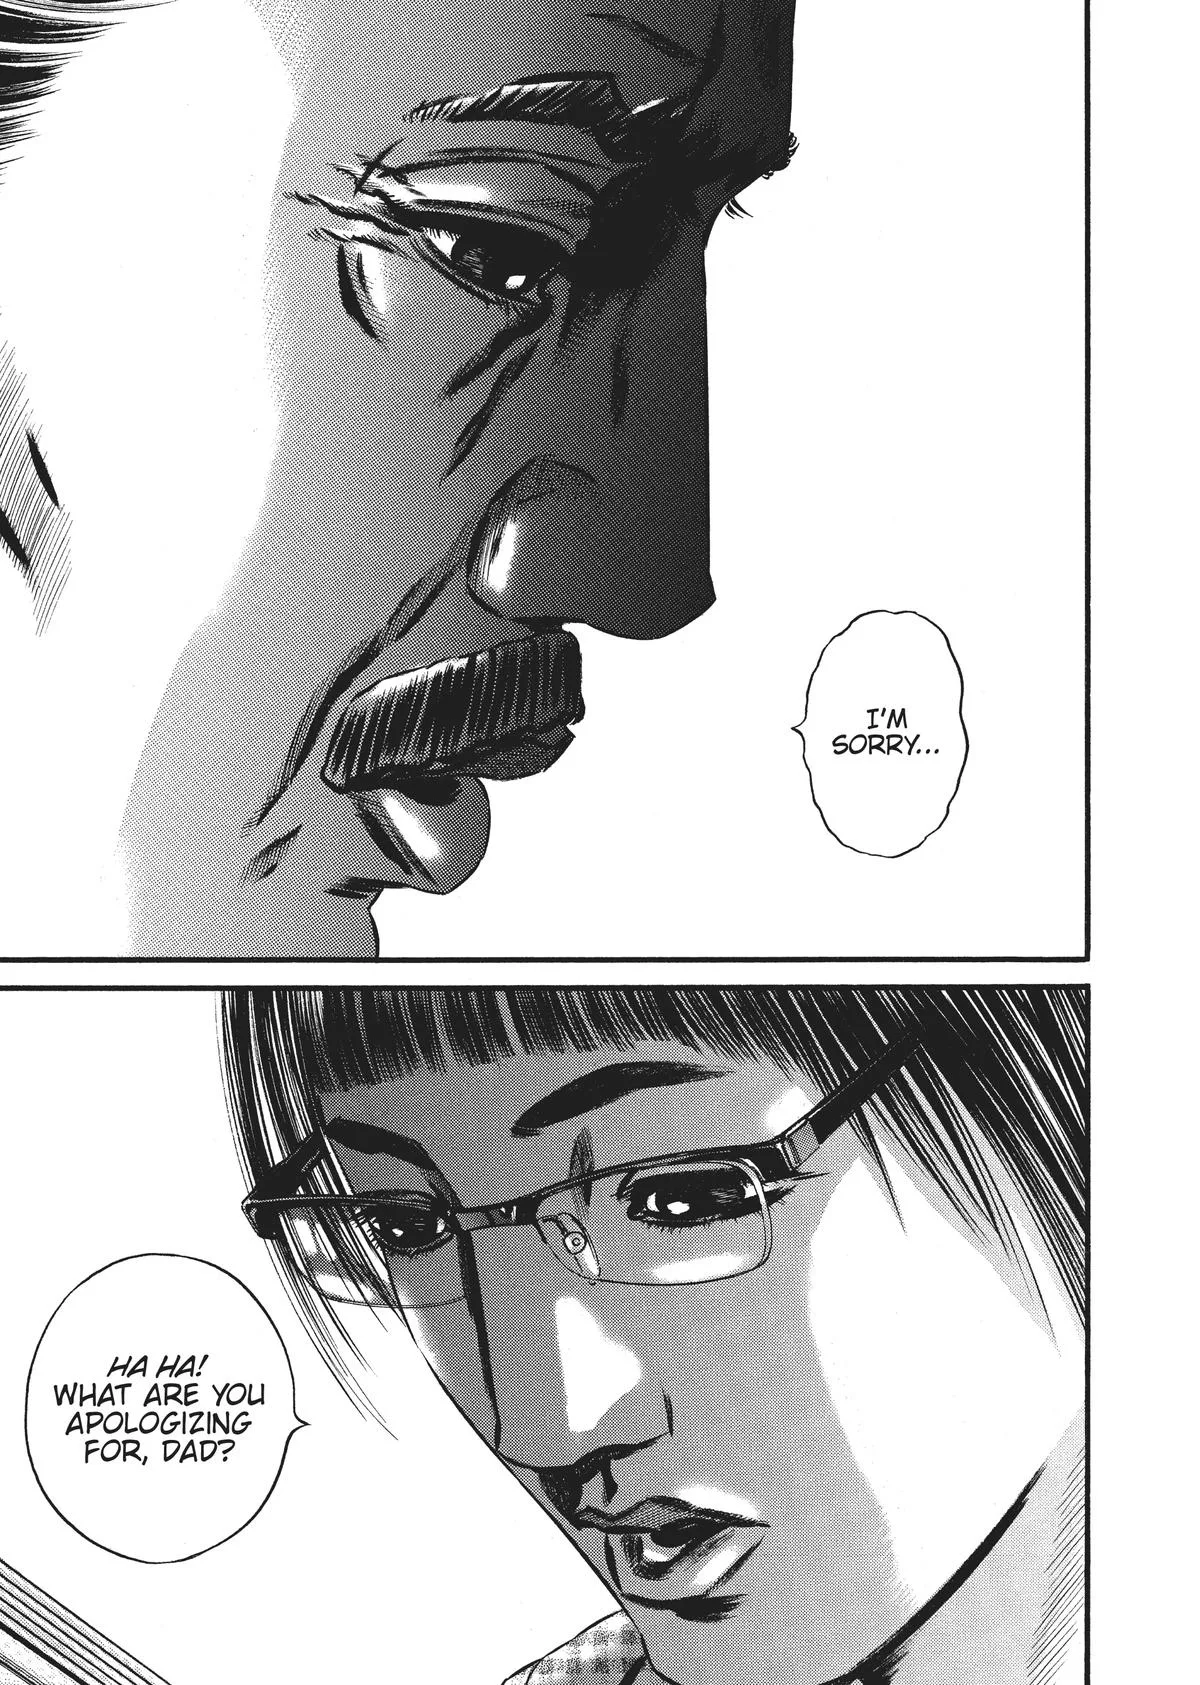 I'M
SORRY...
HA HA!
WHAT ARE YOU
APOLOGIZING
FOR, DAD?